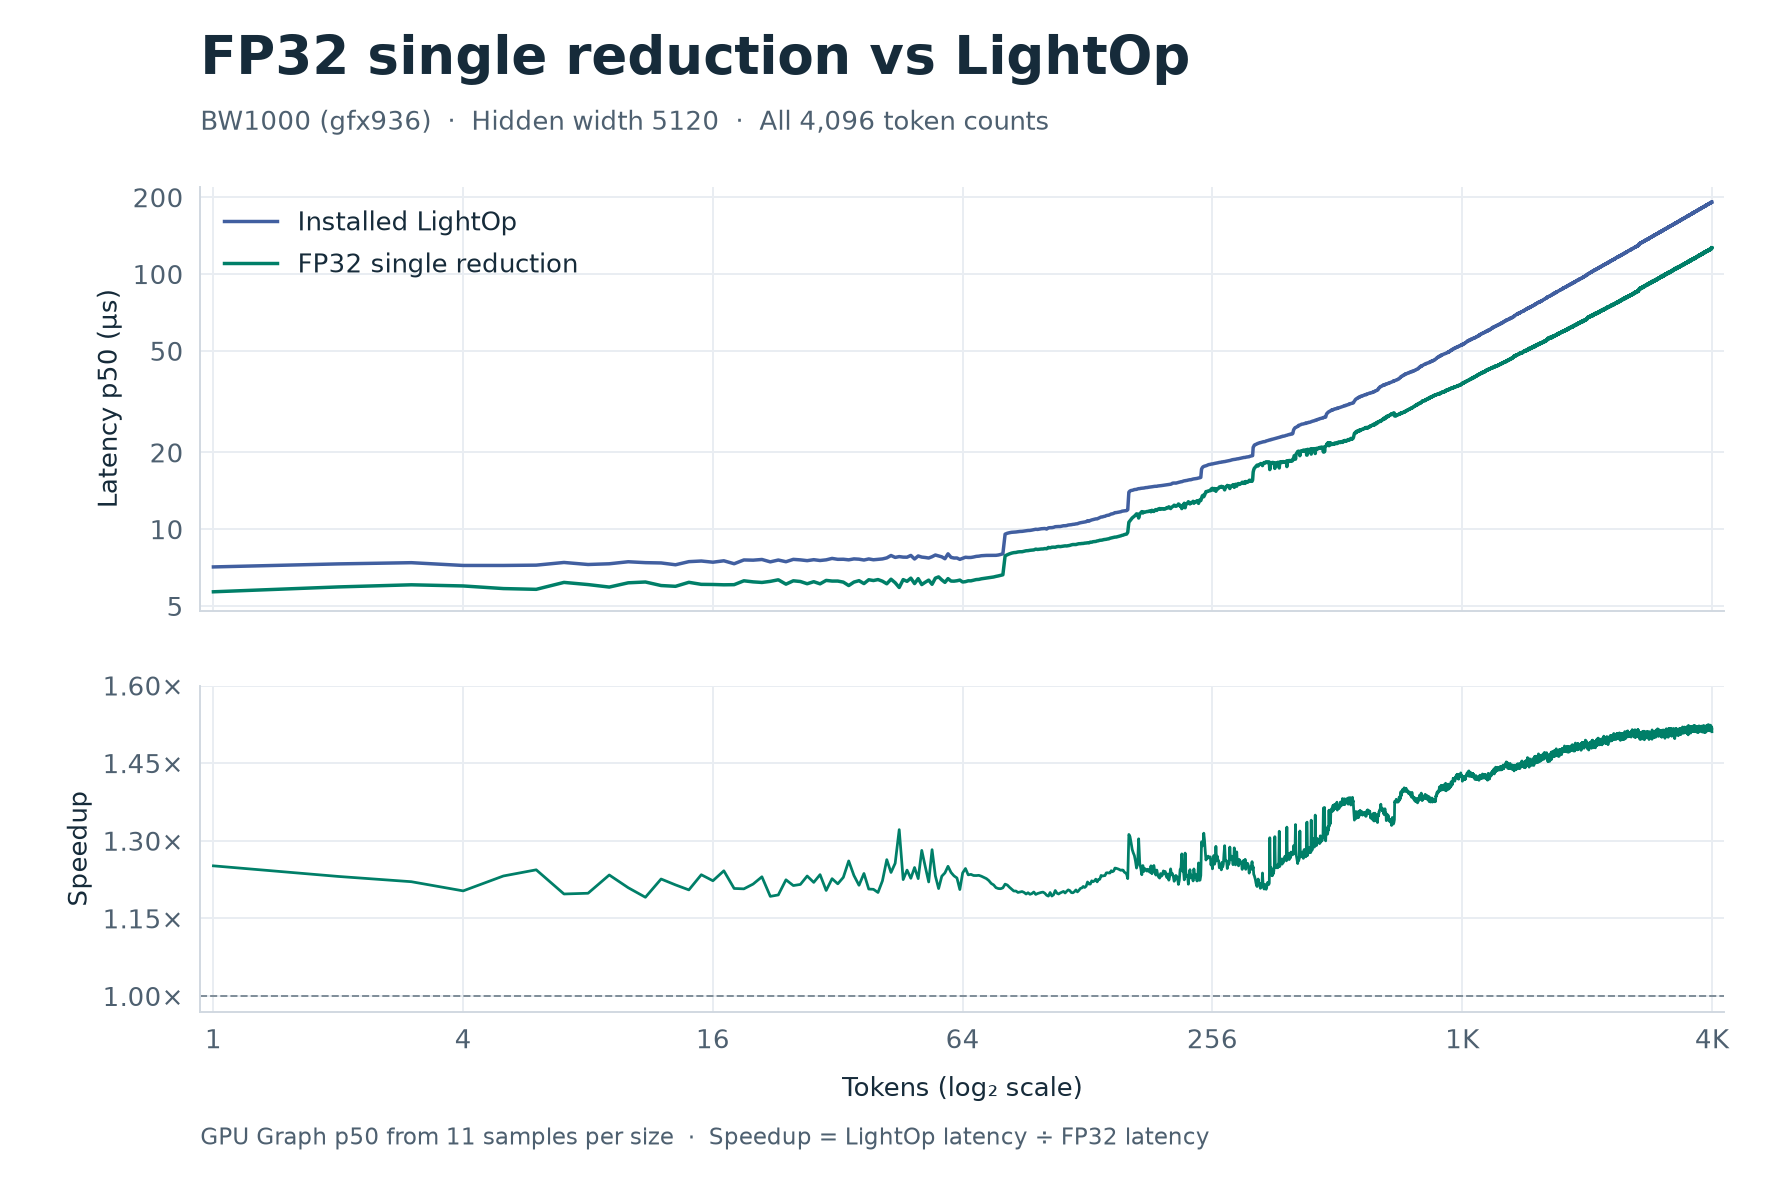 FP32 single reduction vs LightOp
BW1000 (gfx936) · Hidden width 5120 · All 4,096 token counts
Latency p50 (µs)
200
100
50
20
10
5
Installed LightOp
FP32 single reduction
Speedup
1.60×
1.45×
1.30×
1.15×
1.00×
1 4 16 64 256 1K 4K
Tokens (log₂ scale)
GPU Graph p50 from 11 samples per size · Speedup = LightOp latency ÷ FP32 latency